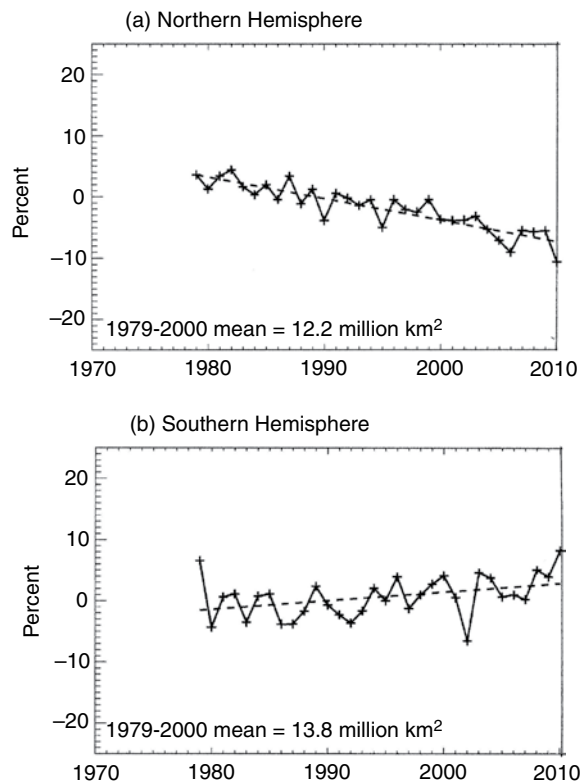 (a) Northern Hemisphere
20
10
0
−10
−20
Percent
1979-2000 mean = 12.2 million km²
1970 1980 1990 2000 2010
(b) Southern Hemisphere
20
10
0
−10
−20
Percent
1979-2000 mean = 13.8 million km²
1970 1980 1990 2000 2010